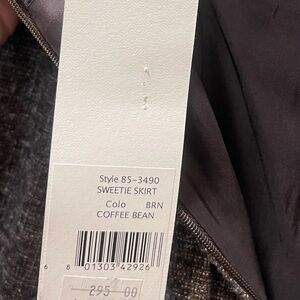 Style 85-3490
SWEETIE SKIRT
Colo BRN
COFFEE BEAN
6 8 01303 42926
295 00